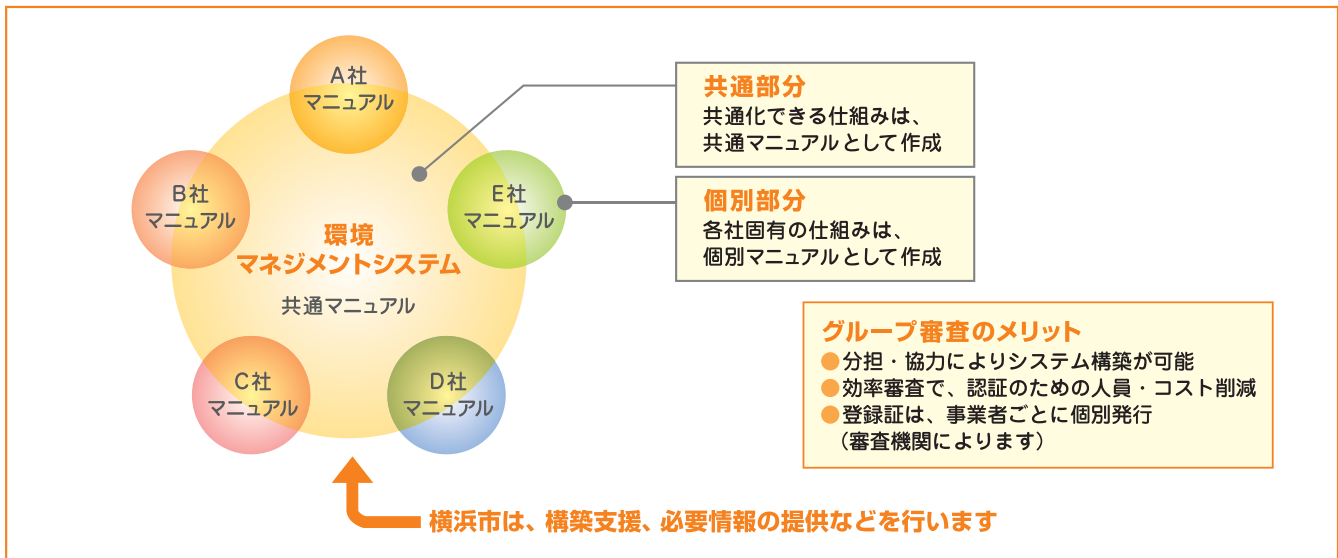 A社
マニュアル
B社
マニュアル
E社
マニュアル
環境
マネジメントシステム
共通マニュアル
C社
マニュアル
D社
マニュアル
共通部分
共通化できる仕組みは、
共通マニュアルとして作成
個別部分
各社固有の仕組みは、
個別マニュアルとして作成
グループ審査のメリット
●分担・協力によりシステム構築が可能
●効率審査で、認証のための人員・コスト削減
●登録証は、事業者ごとに個別発行
（審査機関によります）
横浜市は、構築支援、必要情報の提供などを行います